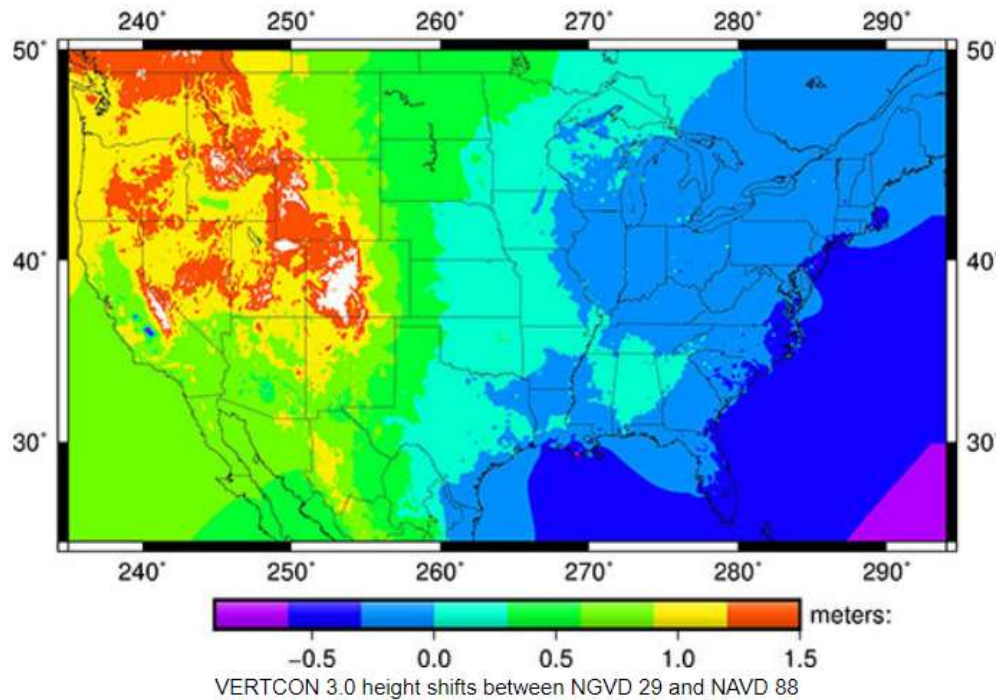 240˚ 250˚ 260˚ 270˚ 280˚ 290˚
50˚ 50˚
40˚ 40˚
30˚ 30˚
240˚ 250˚ 260˚ 270˚ 280˚ 290˚
meters:
−0.5 0.0 0.5 1.0 1.5
VERTCON 3.0 height shifts between NGVD 29 and NAVD 88